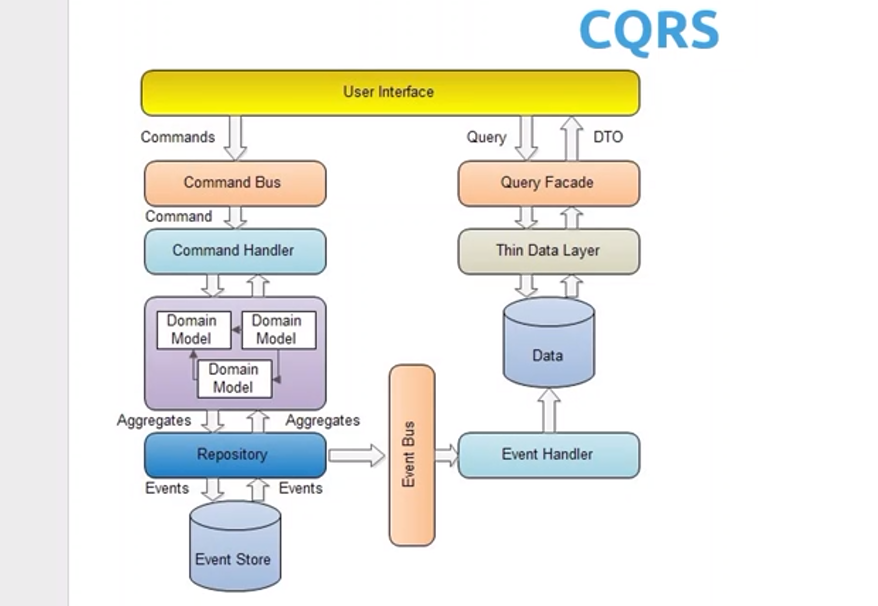 CQRS
User Interface
Commands
Query
DTO
Command Bus
Query Facade
Command
Command Handler
Thin Data Layer
Domain
Model
Domain
Model
Domain
Model
Data
Aggregates
Aggregates
Repository
Event Bus
Event Handler
Events
Events
Event Store